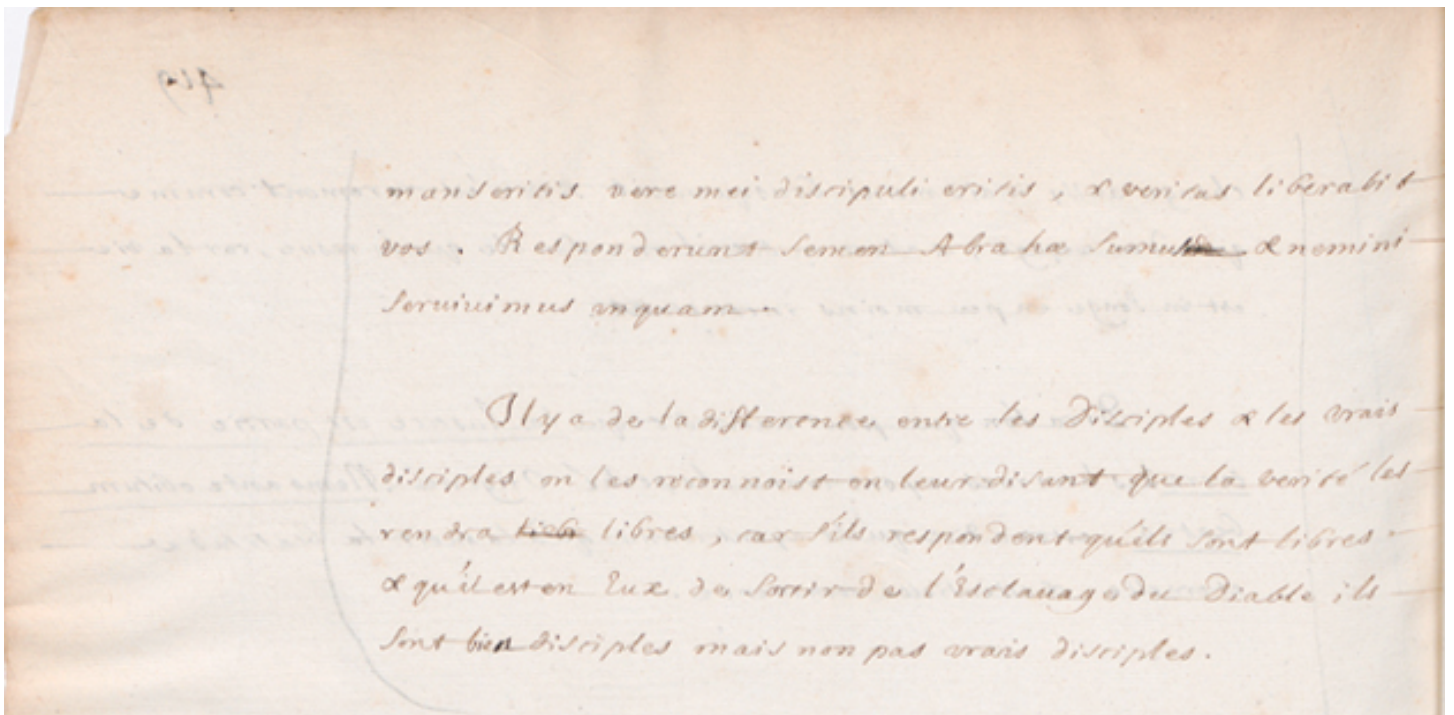 manseritis vere mei discipuli eritis, & veritas liberabit
vos. Responderunt semen Abrahæ sumus & nemini
servivimus unquam.
Il y a de la difference entre les Disciples & les vrais
disciples on les reconnoist en leur disant que la verité les
rendra libres, car s'ils respondent qu'ils sont libres
& qu'il est en Eux de sortir de l'Esclauage du Diable ils
sont bien disciples mais non pas vrais disciples.